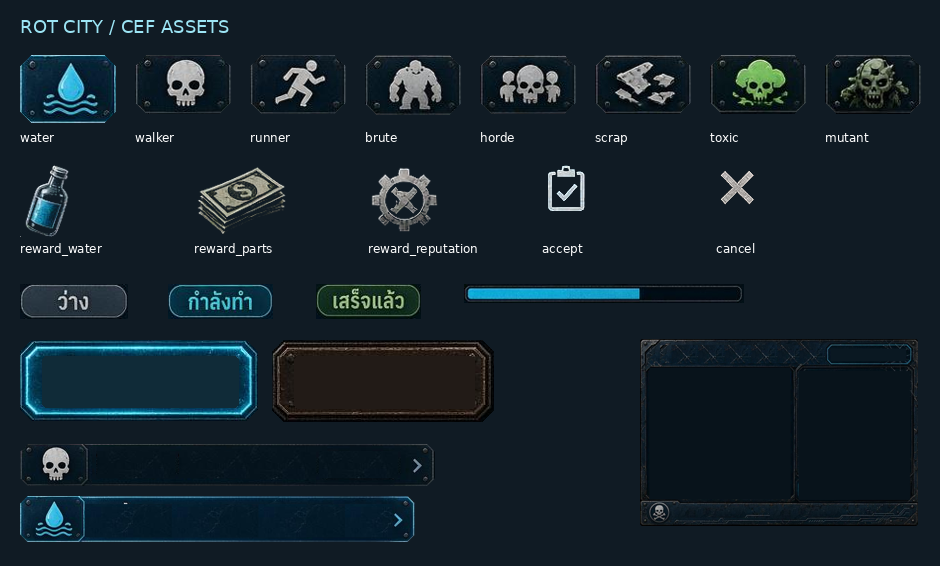 ROT CITY / CEF ASSETS
water walker runner brute horde scrap toxic mutant
reward_water reward_parts reward_reputation accept cancel
ว่าง กำลังทำ เสร็จแล้ว